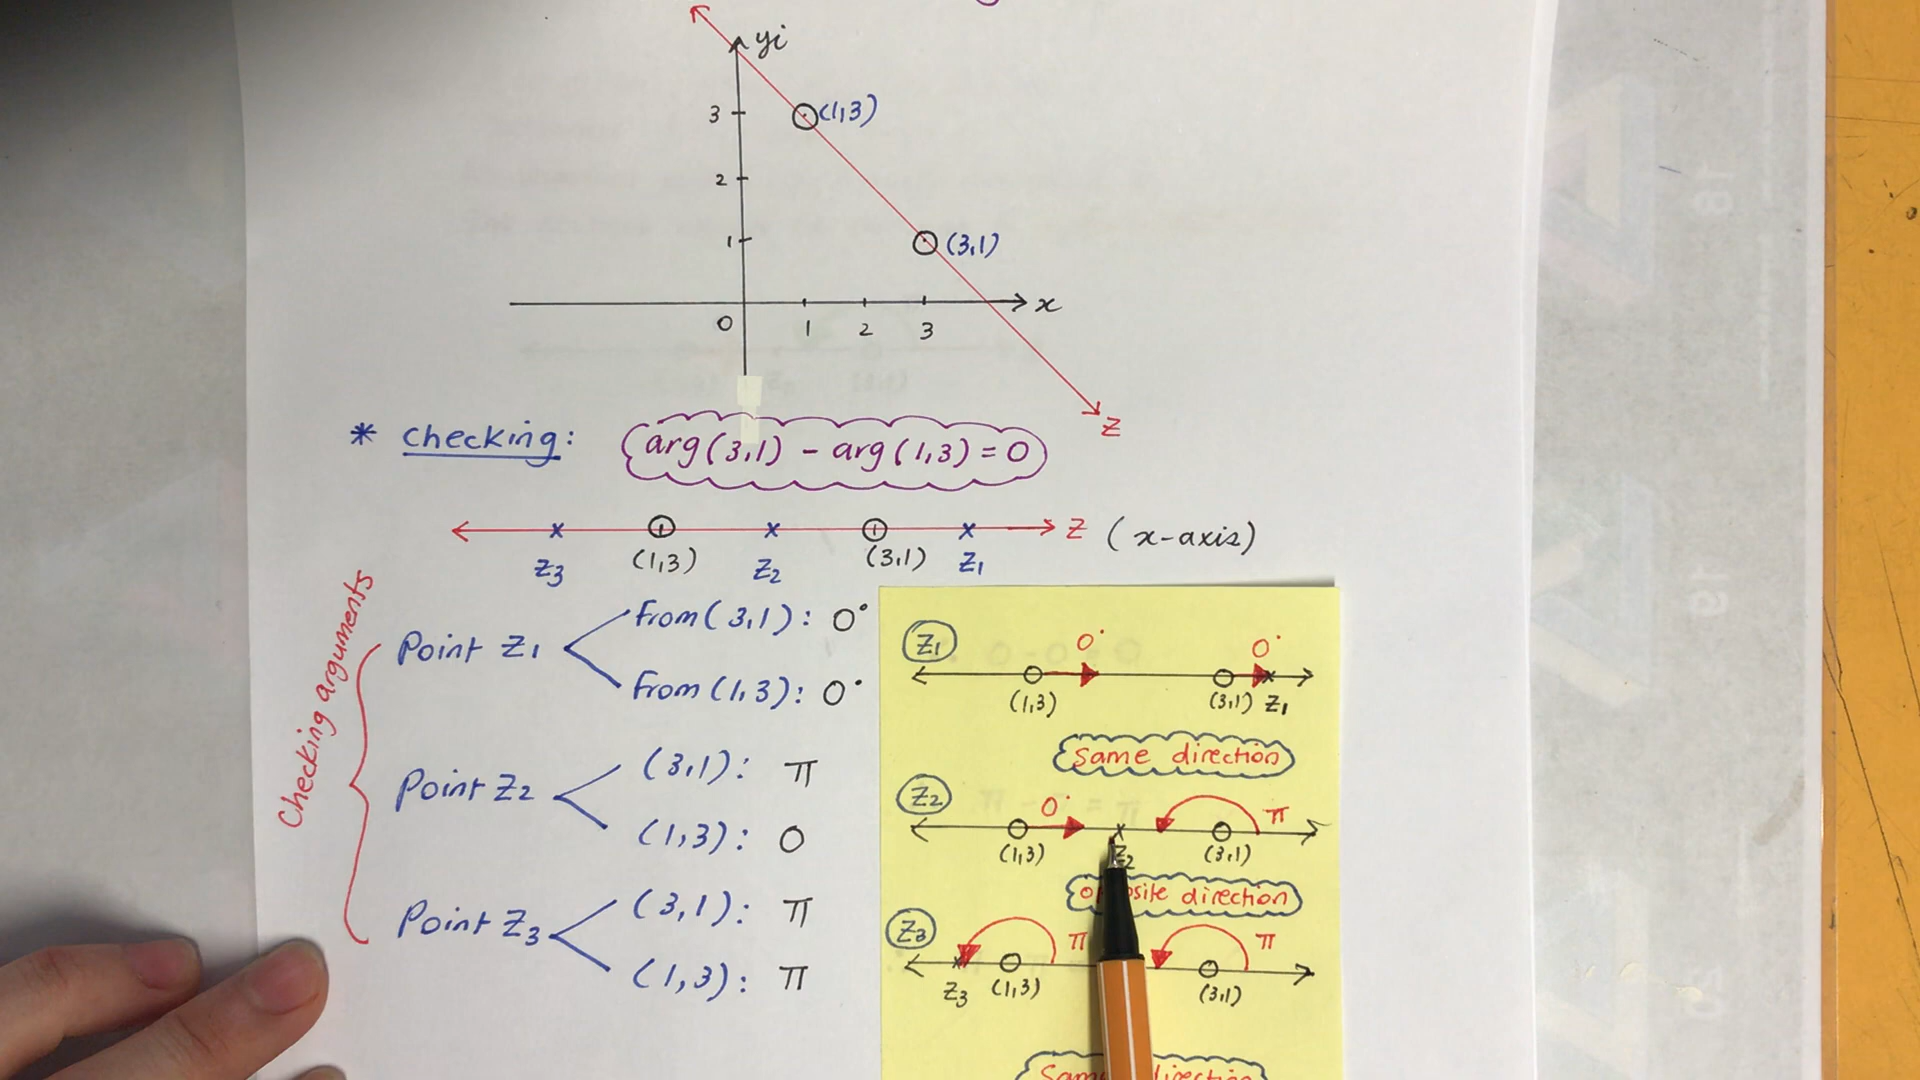 yi
3
(1,3)
2
1
(3,1)
x
0
1
2
3
z
* checking:
arg(3,1) - arg(1,3) = 0
z (x-axis)
(1,3)
(3,1)
z3
z2
z1
Checking arguments
Point z1
from (3,1): 0°
from (1,3): 0°
Point z2
(3,1): π
(1,3): 0
Point z3
(3,1): π
(1,3): π
z1
0°
0°
(1,3)
(3,1) z1
Same direction
z2
0°
π
(1,3)
z2
(3,1)
opposite direction
z3
π
π
z3
(1,3)
(3,1)
Same direction